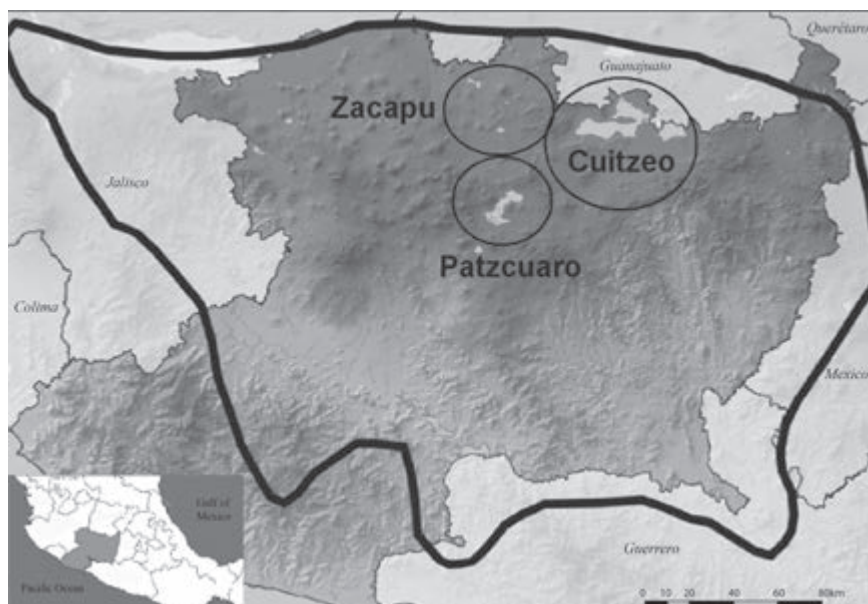 Querétaro
Guanajuato
Zacapu
Cuitzeo
Jalisco
Patzcuaro
Colima
Mexico
Gulf of
Mexico
Guerrero
Pacific Ocean
0 10 20 40 60 80km